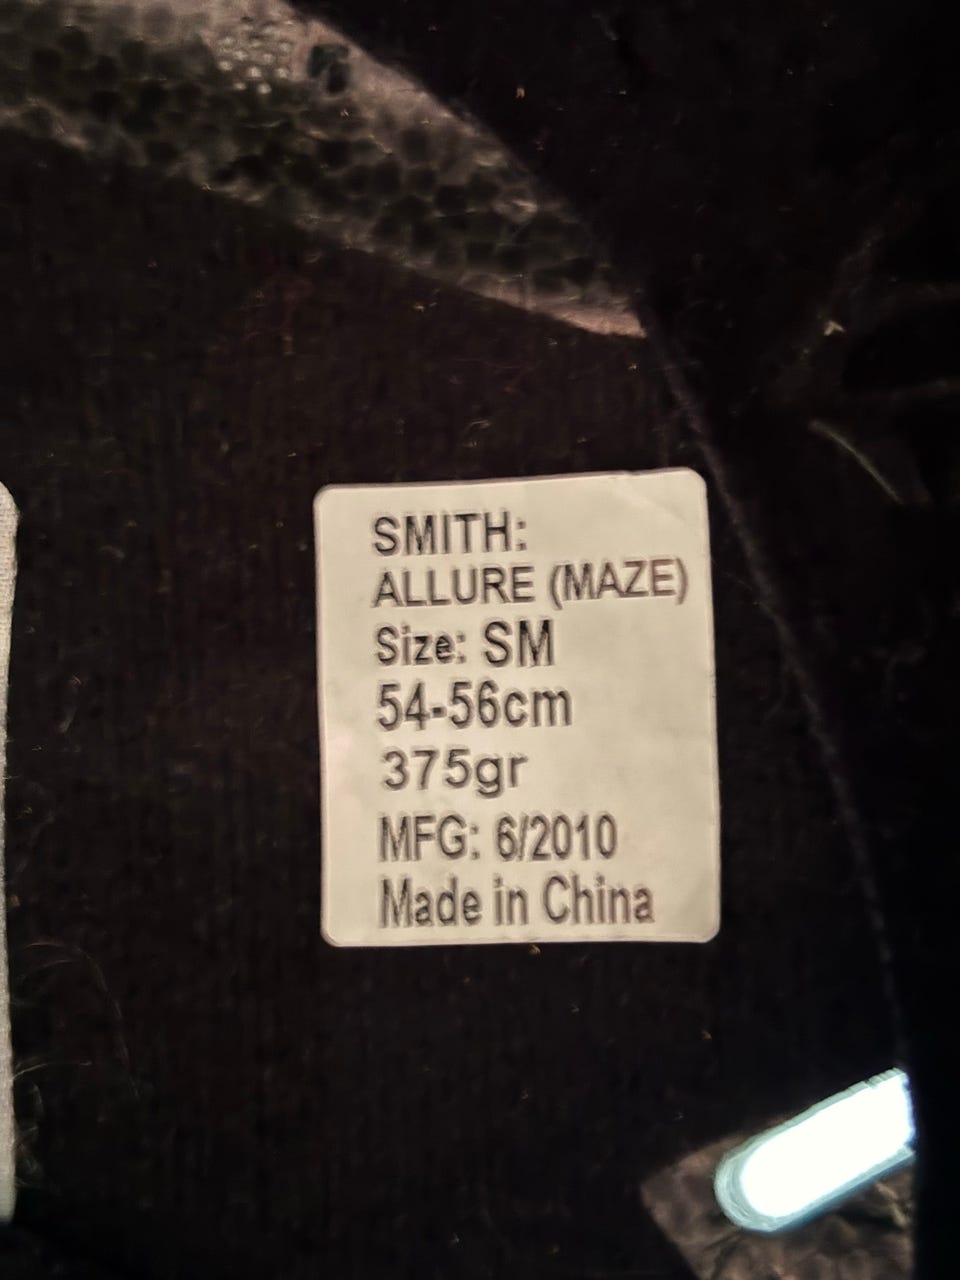 SMITH:
ALLURE (MAZE)
Size: SM
54-56cm
375gr
MFG: 6/2010
Made in China